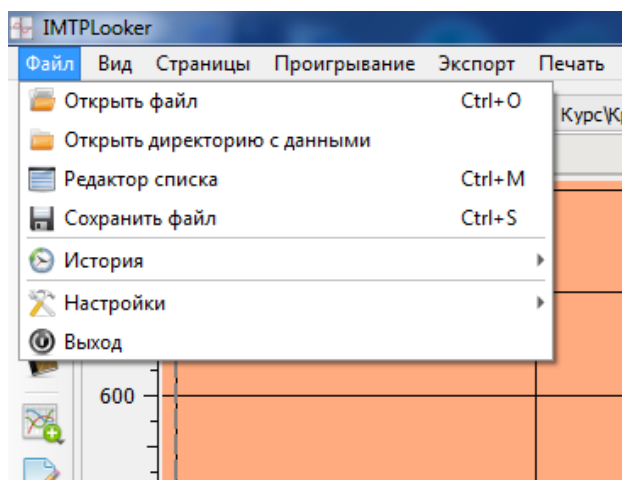 IMTPLooker
Файл Вид Страницы Проигрывание Экспорт Печать
Открыть файл Ctrl+O
Курс\К
Открыть директорию с данными
Редактор списка Ctrl+M
Сохранить файл Ctrl+S
История
Настройки
Выход
600